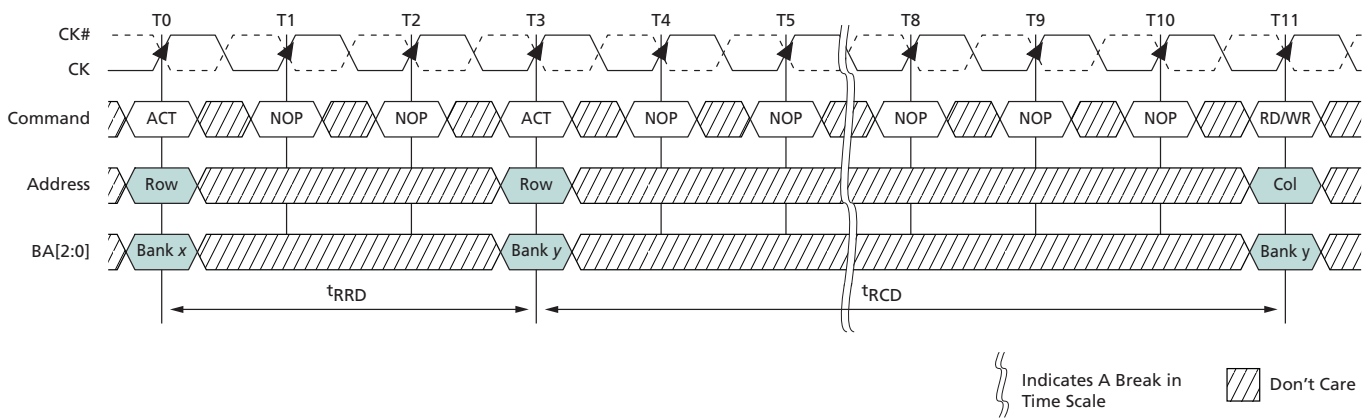 T0 T1 T2 T3 T4 T5 T8 T9 T10 T11
CK#
CK
Command ACT NOP NOP ACT NOP NOP NOP NOP NOP RD/WR
Address Row Row Col
BA[2:0] Bank x Bank y Bank y
tRRD tRCD
Indicates A Break in
Time Scale
Don't Care